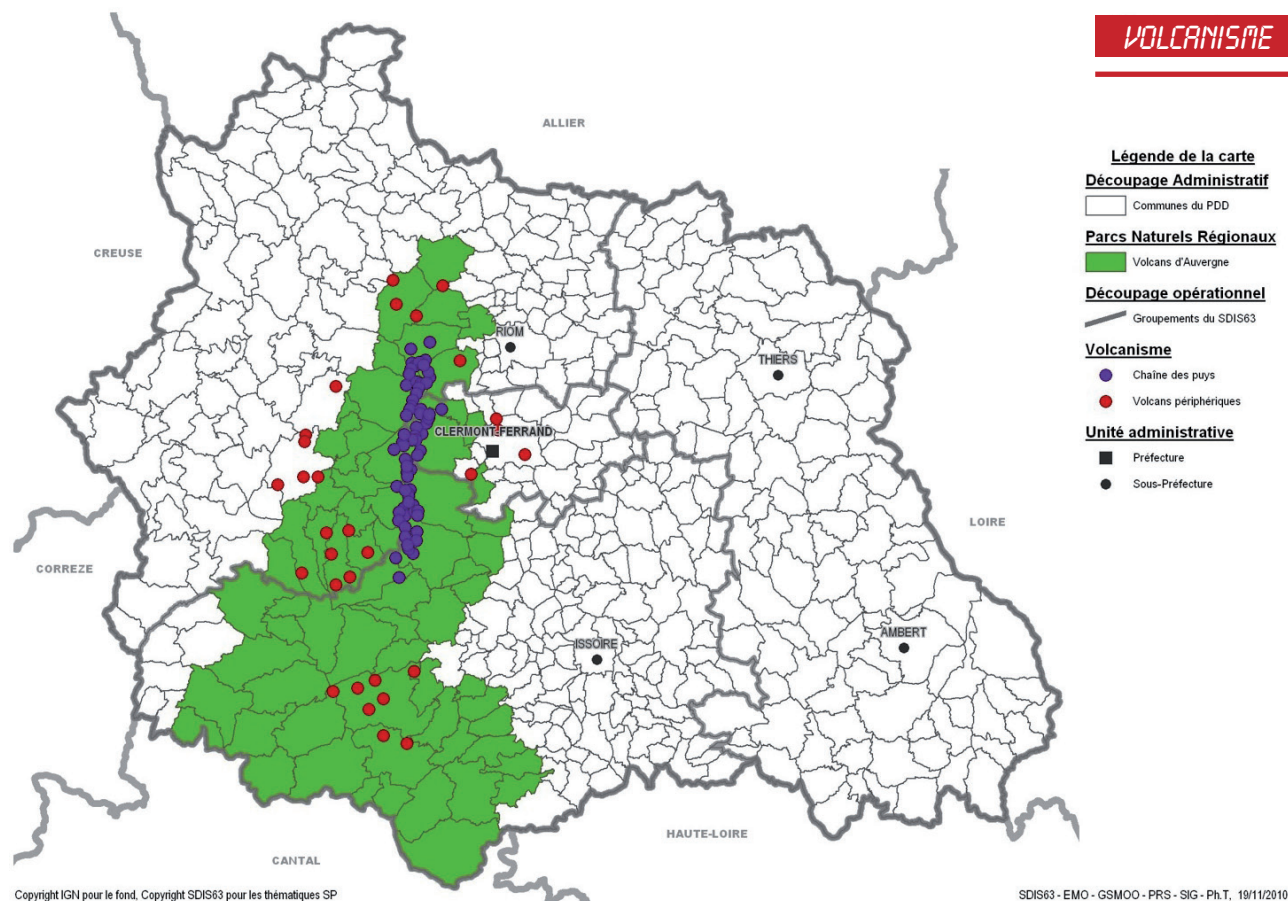 VOLCANISME
ALLIER
CREUSE
CORREZE
CANTAL
HAUTE-LOIRE
LOIRE
RIOM
THIERS
CLERMONT-FERRAND
ISSOIRE
AMBERT
Légende de la carte
Découpage Administratif
Communes du PDD
Parcs Naturels Régionaux
Volcans d'Auvergne
Découpage opérationnel
Groupements du SDIS63
Volcanisme
Chaîne des puys
Volcans périphériques
Unité administrative
Préfecture
Sous-Préfecture
Copyright IGN pour le fond, Copyright SDIS63 pour les thématiques SP
SDIS63 - EMO - GSMOO - PRS - SIG - Ph.T, 19/11/2010